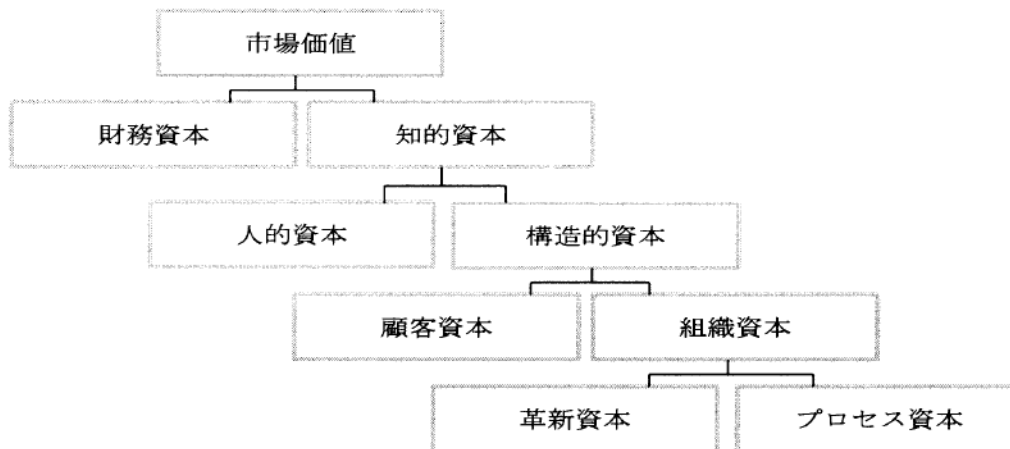 市場価値
財務資本
知的資本
人的資本
構造的資本
顧客資本
組織資本
革新資本
プロセス資本